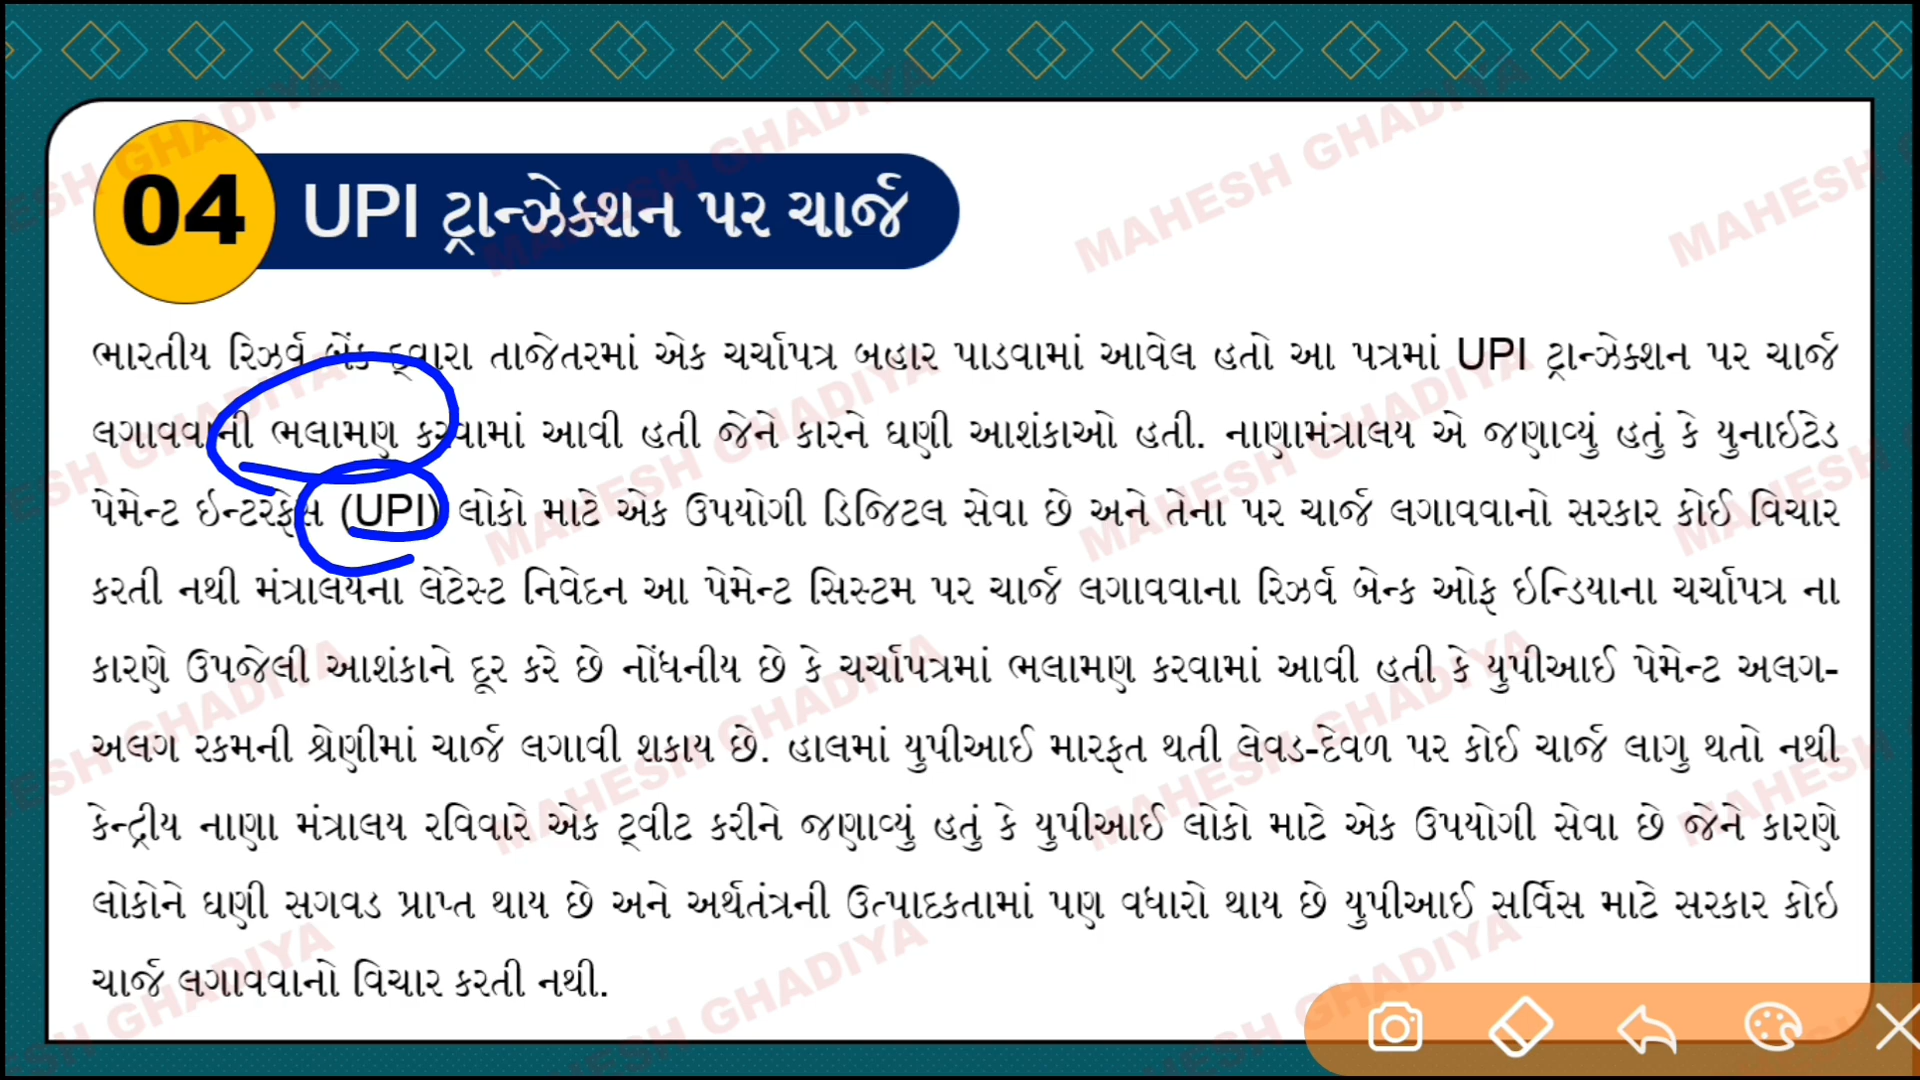 04
UPI ટ્રાન્ઝેક્શન પર ચાર્જ
ભારતીય રિઝર્વ બેંક દ્વારા તાજેતરમાં એક ચર્ચાપત્ર બહાર પાડવામાં આવેલ હતો આ પત્રમાં UPI ટ્રાન્ઝેક્શન પર ચાર્જ
લગાવવાની ભલામણ કરવામાં આવી હતી જેને કારને ઘણી આશંકાઓ હતી. નાણામંત્રાલય એ જણાવ્યું હતું કે યુનાઈટેડ
પેમેન્ટ ઇન્ટરફેસ (UPI) લોકો માટે એક ઉપયોગી ડિજિટલ સેવા છે અને તેના પર ચાર્જ લગાવવાનો સરકાર કોઈ વિચાર
કરતી નથી મંત્રાલયના લેટેસ્ટ નિવેદન આ પેમેન્ટ સિસ્ટમ પર ચાર્જ લગાવવાના રિઝર્વ બેન્ક ઓફ ઇન્ડિયાના ચર્ચાપત્ર ના
કારણે ઉપજેલી આશંકાને દૂર કરે છે નોંધનીય છે કે ચર્ચાપત્રમાં ભલામણ કરવામાં આવી હતી કે યુપીઆઈ પેમેન્ટ અલગ-
અલગ રકમની શ્રેણીમાં ચાર્જ લગાવી શકાય છે. હાલમાં યુપીઆઈ મારફત થતી લેવડ-દેવળ પર કોઈ ચાર્જ લાગુ થતો નથી
કેન્દ્રીય નાણા મંત્રાલય રવિવારે એક ટ્વીટ કરીને જણાવ્યું હતું કે યુપીઆઈ લોકો માટે એક ઉપયોગી સેવા છે જેને કારણે
લોકોને ઘણી સગવડ પ્રાપ્ત થાય છે અને અર્થતંત્રની ઉત્પાદકતામાં પણ વધારો થાય છે યુપીઆઈ સર્વિસ માટે સરકાર કોઇ
ચાર્જ લગાવવાનો વિચાર કરતી નથી.
MAHESH GHADIYA